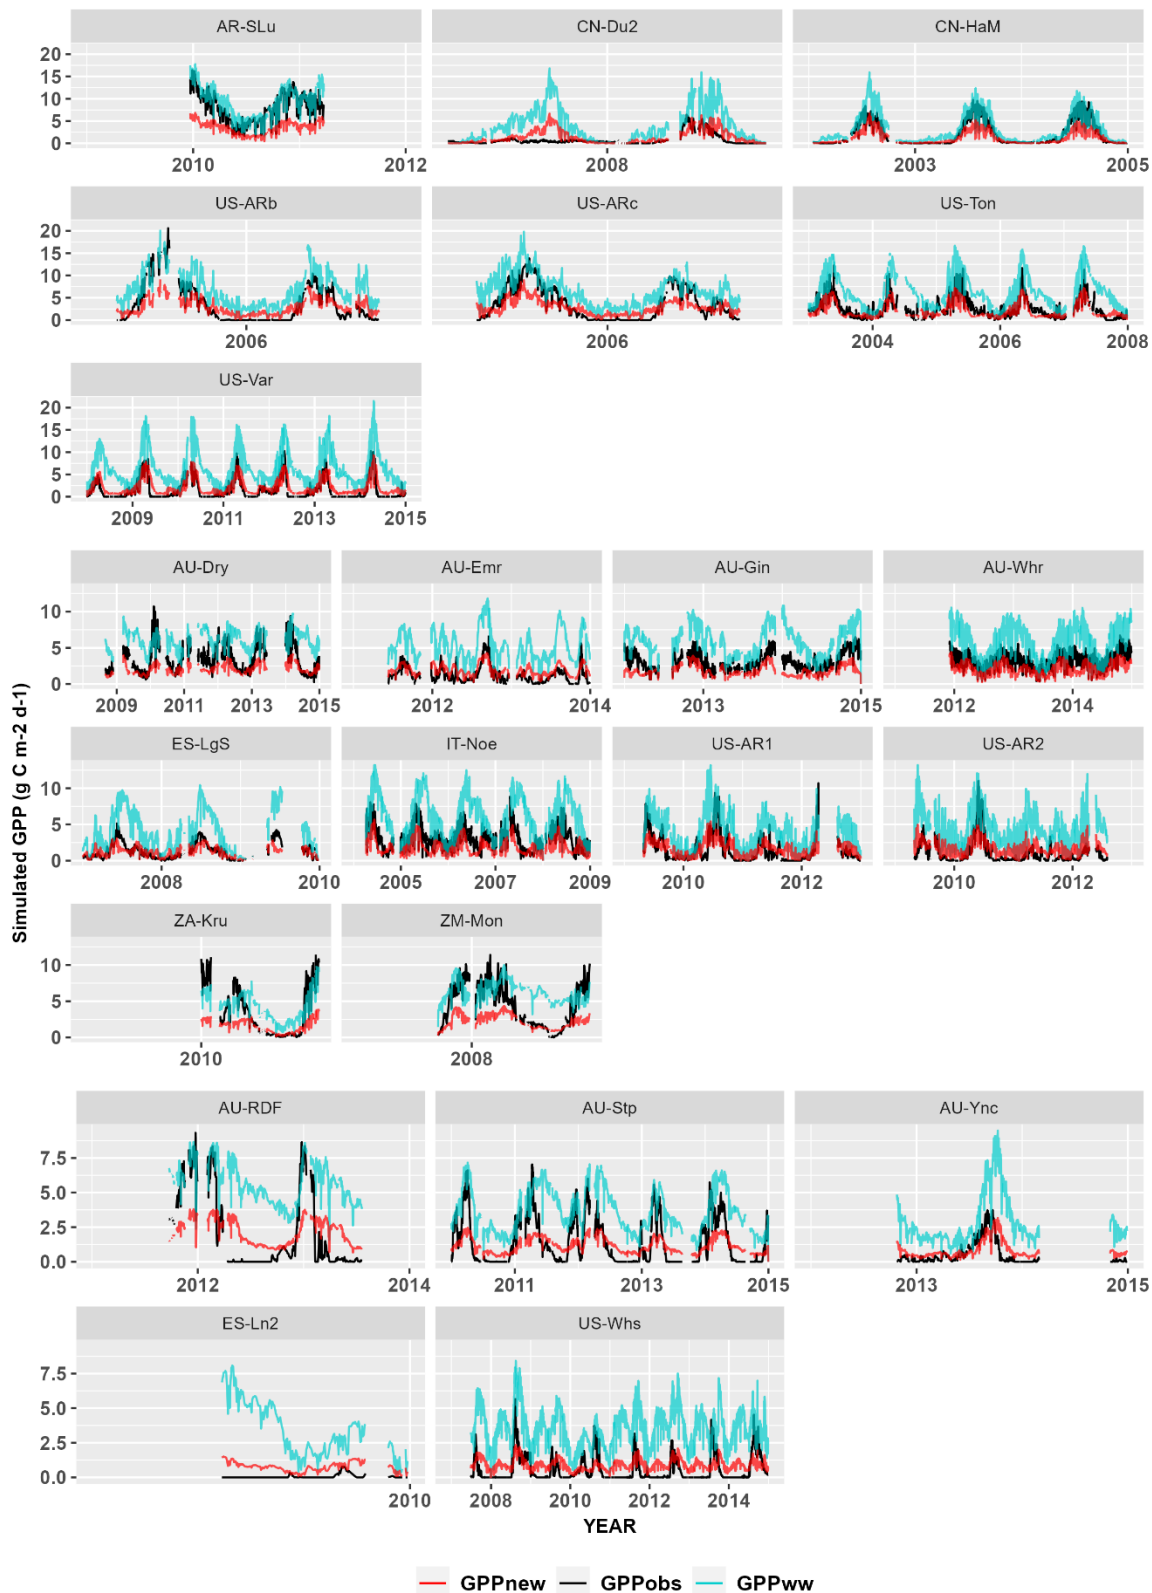 AR-SLu CN-Du2 CN-HaM
20
15
10
5
0
2010 2012 2008 2003 2005
US-ARb US-ARc US-Ton
20
15
10
5
0
2006 2006 2004 2006 2008
US-Var
20
15
10
5
0
2009 2011 2013 2015
AU-Dry AU-Emr AU-Gin AU-Whr
10
5
0
2009 2011 2013 2015 2012 2014 2013 2015 2012 2014
ES-LgS IT-Noe US-AR1 US-AR2
10
5
0
2008 2010 2005 2007 2009 2010 2012 2010 2012
ZA-Kru ZM-Mon
10
5
0
2010 2008
Simulated GPP (g C m-2 d-1)
AU-RDF AU-Stp AU-Ync
7.5
5.0
2.5
0.0
2012 2014 2011 2013 2015 2013 2015
ES-Ln2 US-Whs
7.5
5.0
2.5
0.0
2010 2008 2010 2012 2014
YEAR
GPPnew GPPobs GPPww